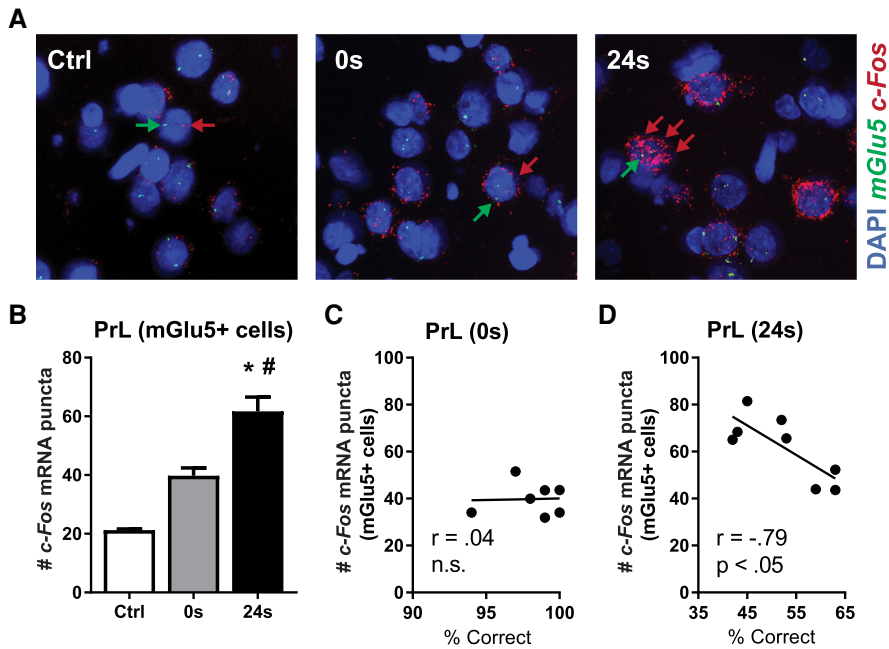 A
Ctrl
0s
24s
DAPI mGlu5 c-Fos
B
PrL (mGlu5+ cells)
# c-Fos mRNA puncta
80
60
40
20
0
* #
Ctrl
0s
24s
C
PrL (0s)
# c-Fos mRNA puncta
(mGlu5+ cells)
100
80
60
40
20
0
r = .04
n.s.
90
95
100
% Correct
D
PrL (24s)
# c-Fos mRNA puncta
(mGlu5+ cells)
100
80
60
40
20
0
r = -.79
p < .05
35
45
55
65
% Correct